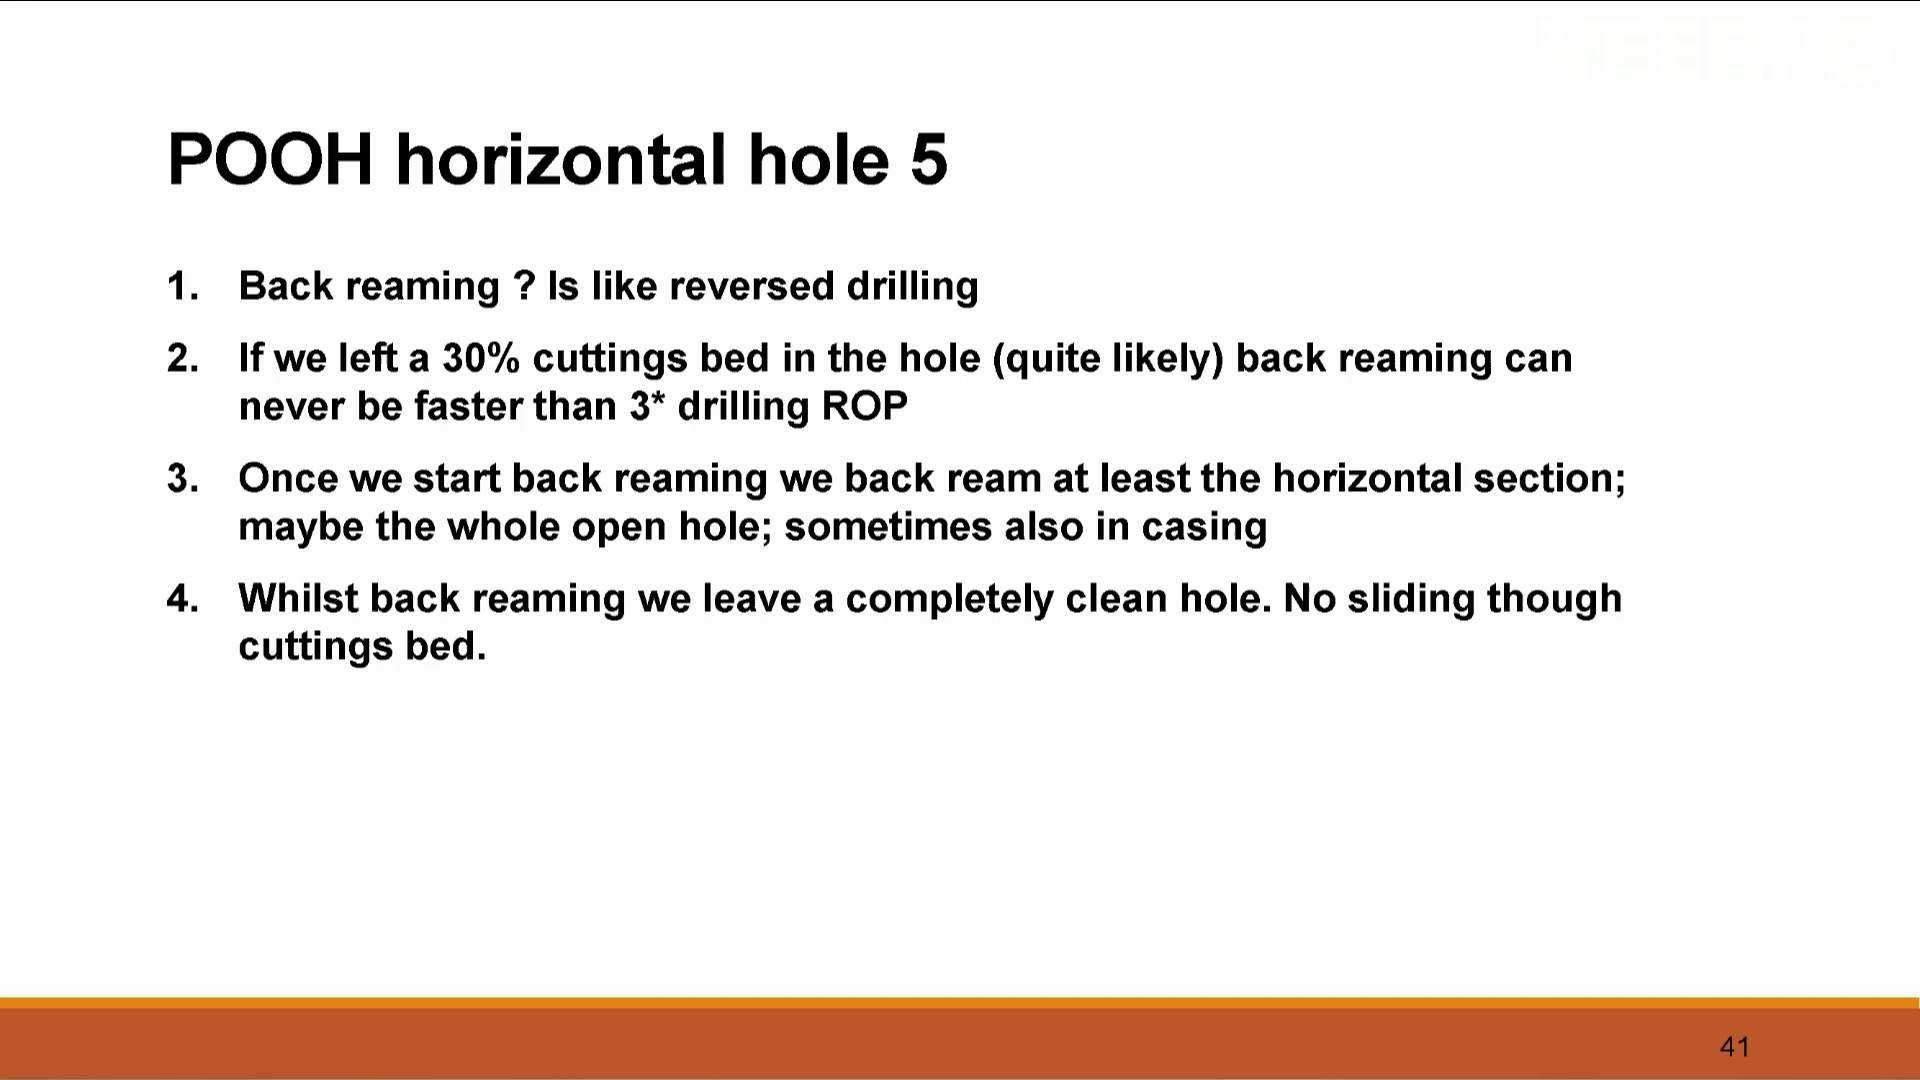 POOH horizontal hole 5
1. Back reaming ? Is like reversed drilling
2. If we left a 30% cuttings bed in the hole (quite likely) back reaming can
never be faster than 3* drilling ROP
3. Once we start back reaming we back ream at least the horizontal section;
maybe the whole open hole; sometimes also in casing
4. Whilst back reaming we leave a completely clean hole. No sliding though
cuttings bed.
41